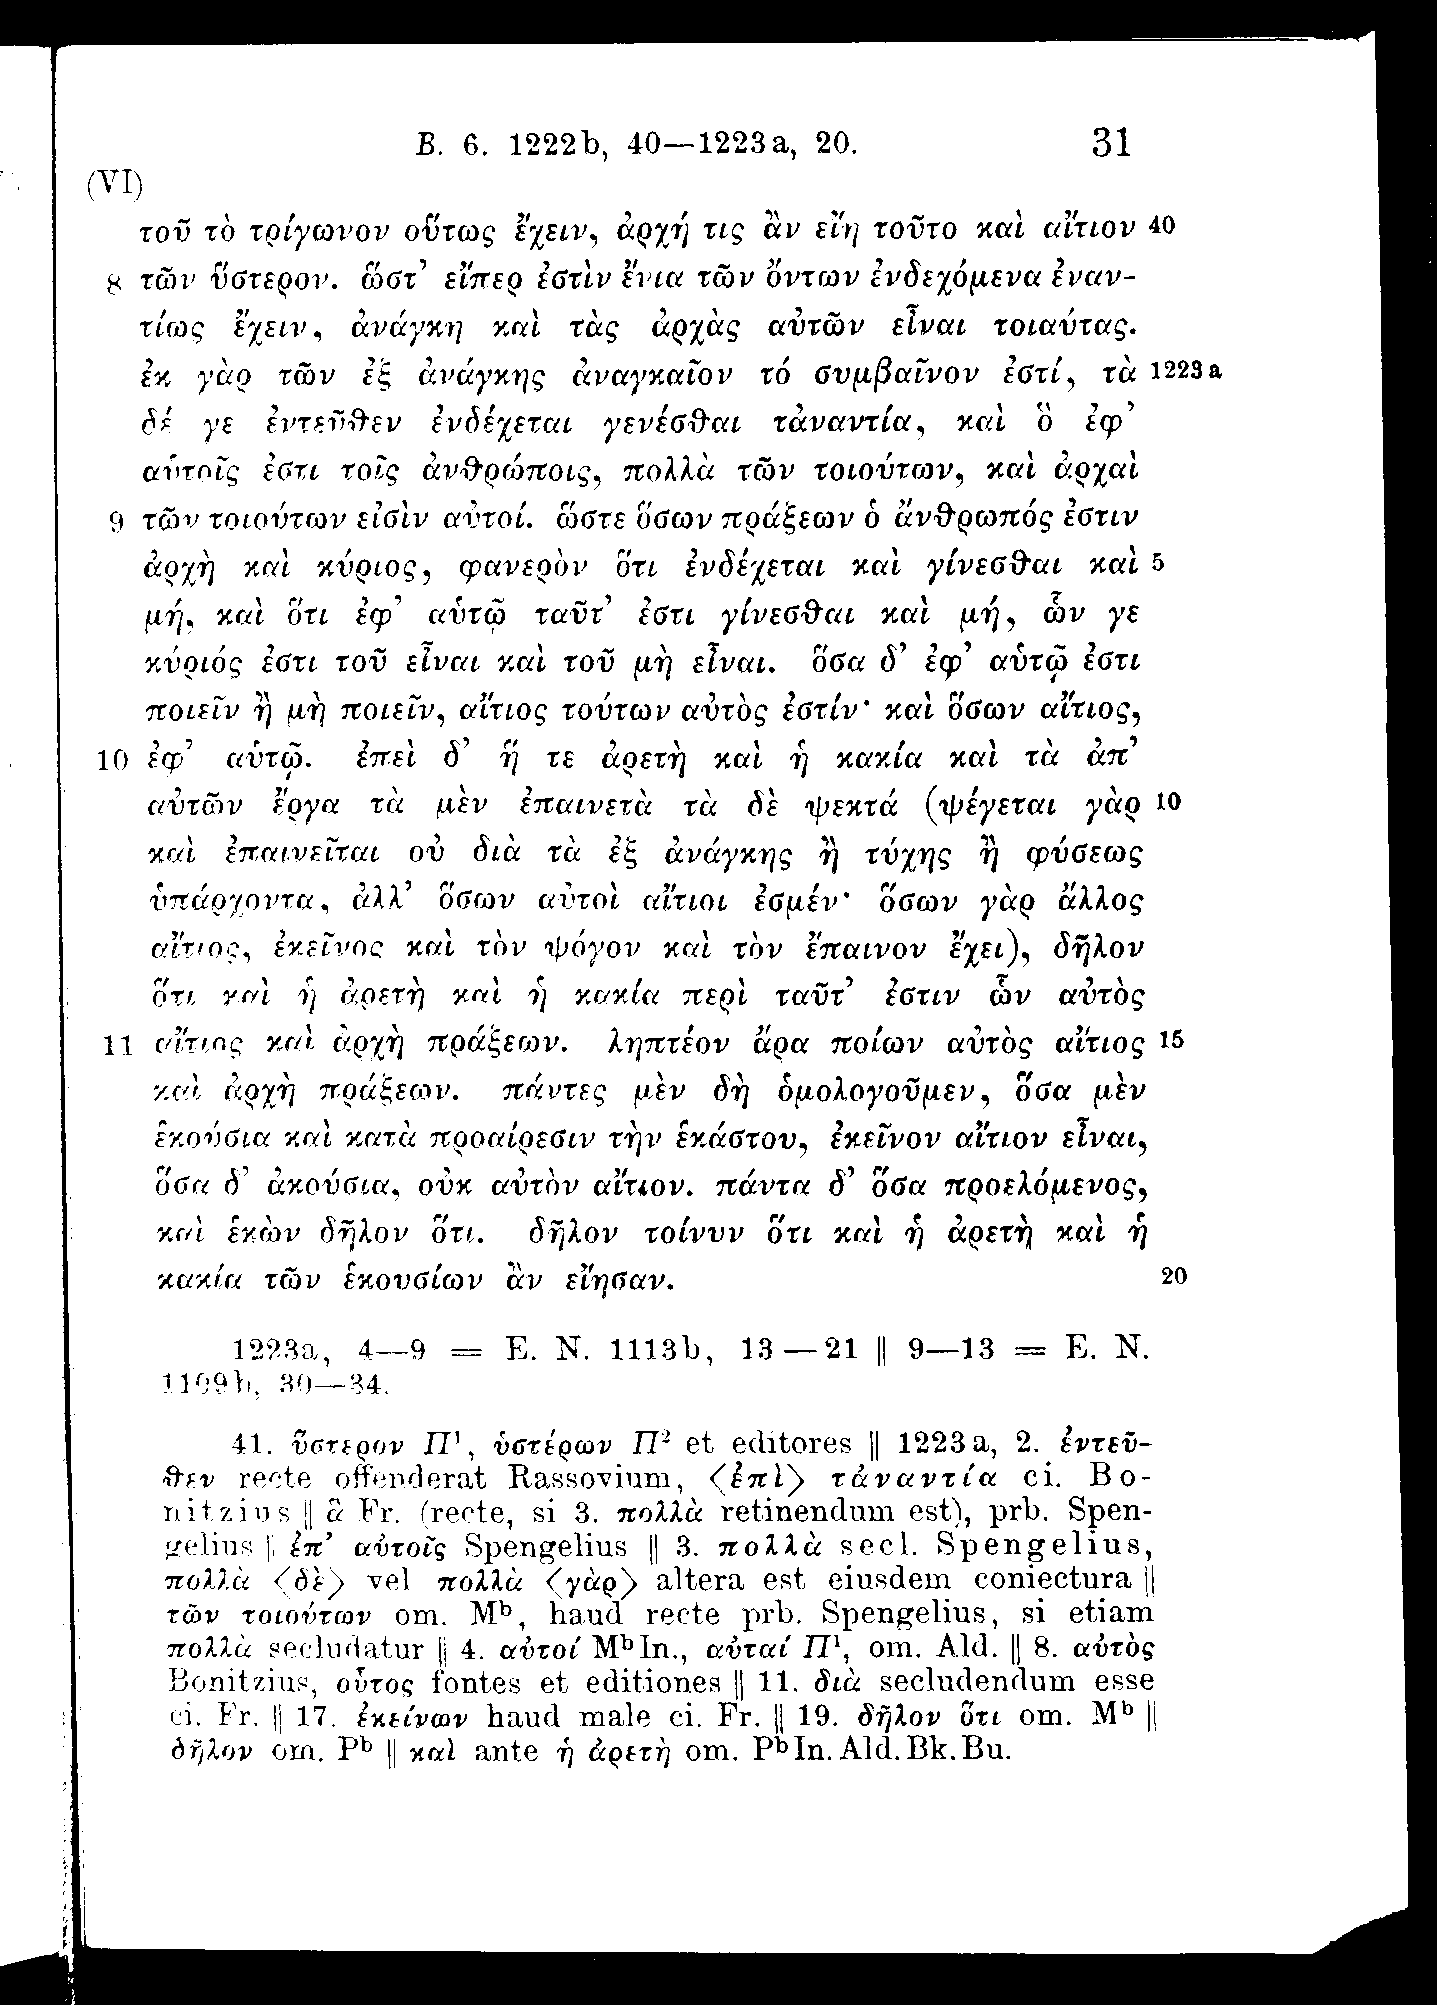 B. 6. 1222b, 40—1223a, 20. 31
(VI)
τοῦ τὸ τρίγωνον οὕτως ἔχειν, ἀρχή τις ἂν εἴη τοῦτο καὶ αἴτιον 40
8 τῶν ὕστερον. ὥστ᾽ εἴπερ ἐστὶν ἔνια τῶν ὄντων ἐνδεχόμενα ἐναν-
τίως ἔχειν, ἀνάγκη καὶ τὰς ἀρχὰς αὐτῶν εἶναι τοιαύτας.
ἐκ γὰρ τῶν ἐξ ἀνάγκης ἀναγκαῖον τό συμβαῖνον ἐστί, τὰ 1223a
δέ γε ἐντεῦθεν ἐνδέχεται γενέσθαι τἀναντία, καὶ ὃ ἐφ᾽
αὑτοῖς ἐστι τοῖς ἀνθρώποις, πολλὰ τῶν τοιούτων, καὶ ἀρχαὶ
9 τῶν τοιούτων εἰσὶν αὐτοί. ὥστε ὅσων πράξεων ὁ ἄνθρωπός ἐστιν
ἀρχὴ καὶ κύριος, φανερὸν ὅτι ἐνδέχεται καὶ γίνεσθαι καὶ 5
μή, καὶ ὅτι ἐφ᾽ αὑτῷ ταῦτ᾽ ἐστι γίνεσθαι καὶ μή, ὧν γε
κύριός ἐστι τοῦ εἶναι καὶ τοῦ μὴ εἶναι. ὅσα δ᾽ ἐφ᾽ αὑτῷ ἐστι
ποιεῖν ἢ μὴ ποιεῖν, αἴτιος τούτων αὐτὸς ἐστίν· καὶ ὅσων αἴτιος,
10 ἐφ᾽ αὑτῷ. ἐπεὶ δ᾽ ἥ τε ἀρετὴ καὶ ἡ κακία καὶ τὰ ἀπ᾽
αὐτῶν ἔργα τὰ μὲν ἐπαινετὰ τὰ δὲ ψεκτά (ψέγεται γὰρ 10
καὶ ἐπαινεῖται οὐ διὰ τὰ ἐξ ἀνάγκης ἢ τύχης ἢ φύσεως
ὑπάρχοντα, ἀλλ᾽ ὅσων αὐτοὶ αἴτιοι ἐσμέν· ὅσων γὰρ ἄλλος
αἴτιος, ἐκεῖνος καὶ τὸν ψόγον καὶ τὸν ἔπαινον ἔχει), δῆλον
ὅτι καὶ ἡ ἀρετὴ καὶ ἡ κακία περὶ ταῦτ᾽ ἐστιν ὧν αὐτὸς
11 αἴτιος καὶ ἀρχὴ πράξεων. ληπτέον ἄρα ποίων αὐτὸς αἴτιος 15
καὶ ἀρχὴ πράξεων. πάντες μὲν δὴ ὁμολογοῦμεν, ὅσα μὲν
ἑκούσια καὶ κατὰ προαίρεσιν τὴν ἑκάστου, ἐκεῖνον αἴτιον εἶναι,
ὅσα δ᾽ ἀκούσια, οὐκ αὐτὸν αἴτιον. πάντα δ᾽ ὅσα προελόμενος,
καὶ ἑκὼν δῆλον ὅτι. δῆλον τοίνυν ὅτι καὶ ἡ ἀρετὴ καὶ ἡ
κακία τῶν ἑκουσίων ἂν εἴησαν. 20
1223a, 4—9 = E. N. 1113b, 13—21 || 9—13 = E. N.
1109b, 30—34.
41. ὕστερον Π¹, ὑστέρων Π² et editores || 1223a, 2. ἐντεῦ-
θεν recte offenderat Rassovium, ⟨ἐπὶ⟩ τἀναντία ci. Bo-
nitzius || ἃ Fr. (recte, si 3. πολλὰ retinendum est), prb. Spen-
gelius || ἐπ᾽ αὐτοῖς Spengelius || 3. πολλὰ secl. Spengelius,
πολλὰ ⟨δὲ⟩ vel πολλὰ ⟨γὰρ⟩ altera est eiusdem coniectura ||
τῶν τοιούτων om. Mᵇ, haud recte prb. Spengelius, si etiam
πολλὰ secludatur || 4. αὐτοί MᵇIn., αὐταί Π¹, om. Ald. || 8. αὐτὸς
Bonitzius, οὗτος fontes et editiones || 11. διὰ secludendum esse
ci. Fr. || 17. ἐκείνων haud male ci. Fr. || 19. δῆλον ὅτι om. Mᵇ ||
δῆλον om. Pᵇ || καὶ ante ἡ ἀρετὴ om. PᵇIn. Ald. Bk. Bu.